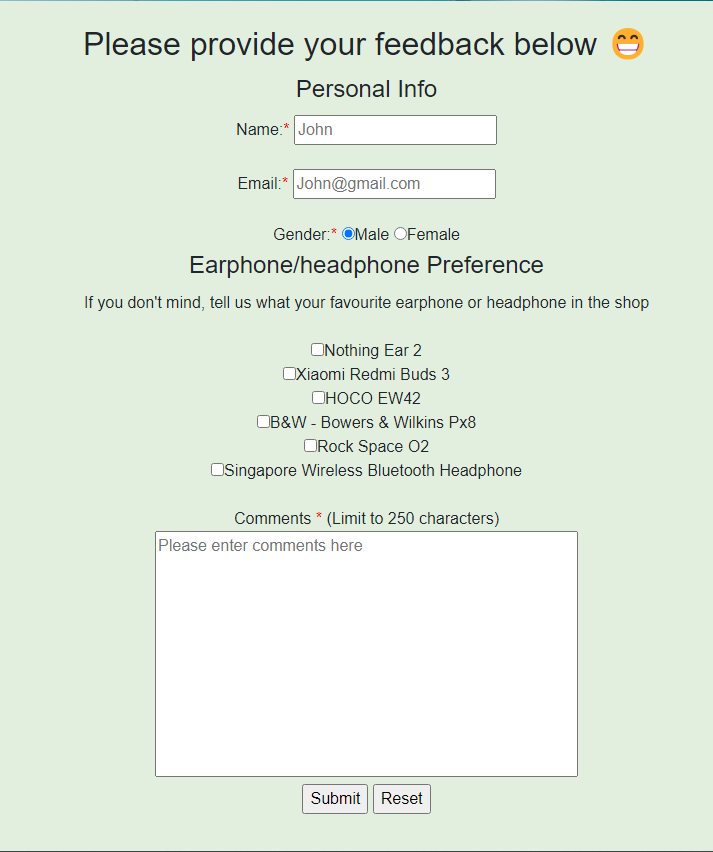 Please provide your feedback below 😁
Personal Info
Name:* John
Email:* John@gmail.com
Gender:* Male Female
Earphone/headphone Preference
If you don't mind, tell us what your favourite earphone or headphone in the shop
Nothing Ear 2
Xiaomi Redmi Buds 3
HOCO EW42
B&W - Bowers & Wilkins Px8
Rock Space O2
Singapore Wireless Bluetooth Headphone
Comments * (Limit to 250 characters)
Please enter comments here
Submit Reset